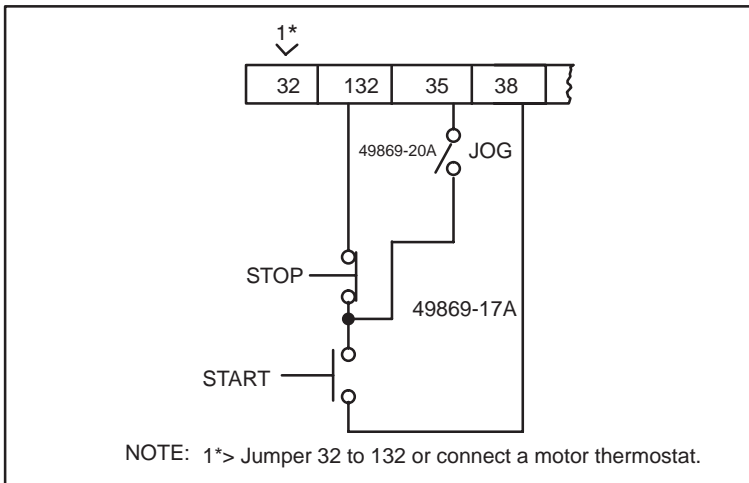 1*
32 132 35 38
49869-20A JOG
STOP
49869-17A
START
NOTE: 1*> Jumper 32 to 132 or connect a motor thermostat.